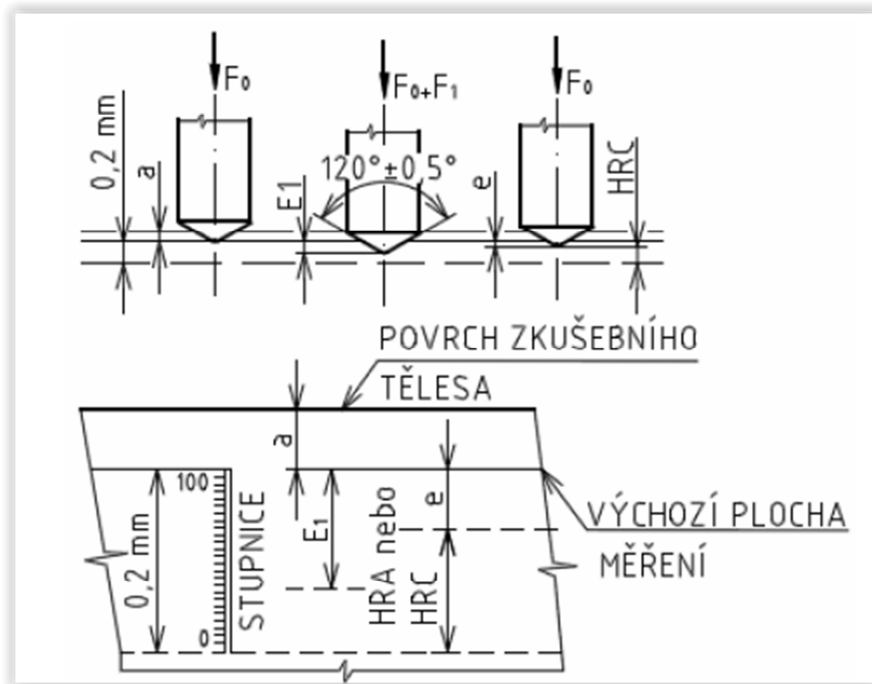 F0
F0+F1
F0
0,2 mm
a
E1
120°±0,5°
e
HRC
POVRCH ZKUŠEBNÍHO
TĚLESA
a
0,2 mm
100
0
STUPNICE
E1
HRA nebo
HRC
e
VÝCHOZÍ PLOCHA
MĚŘENÍ